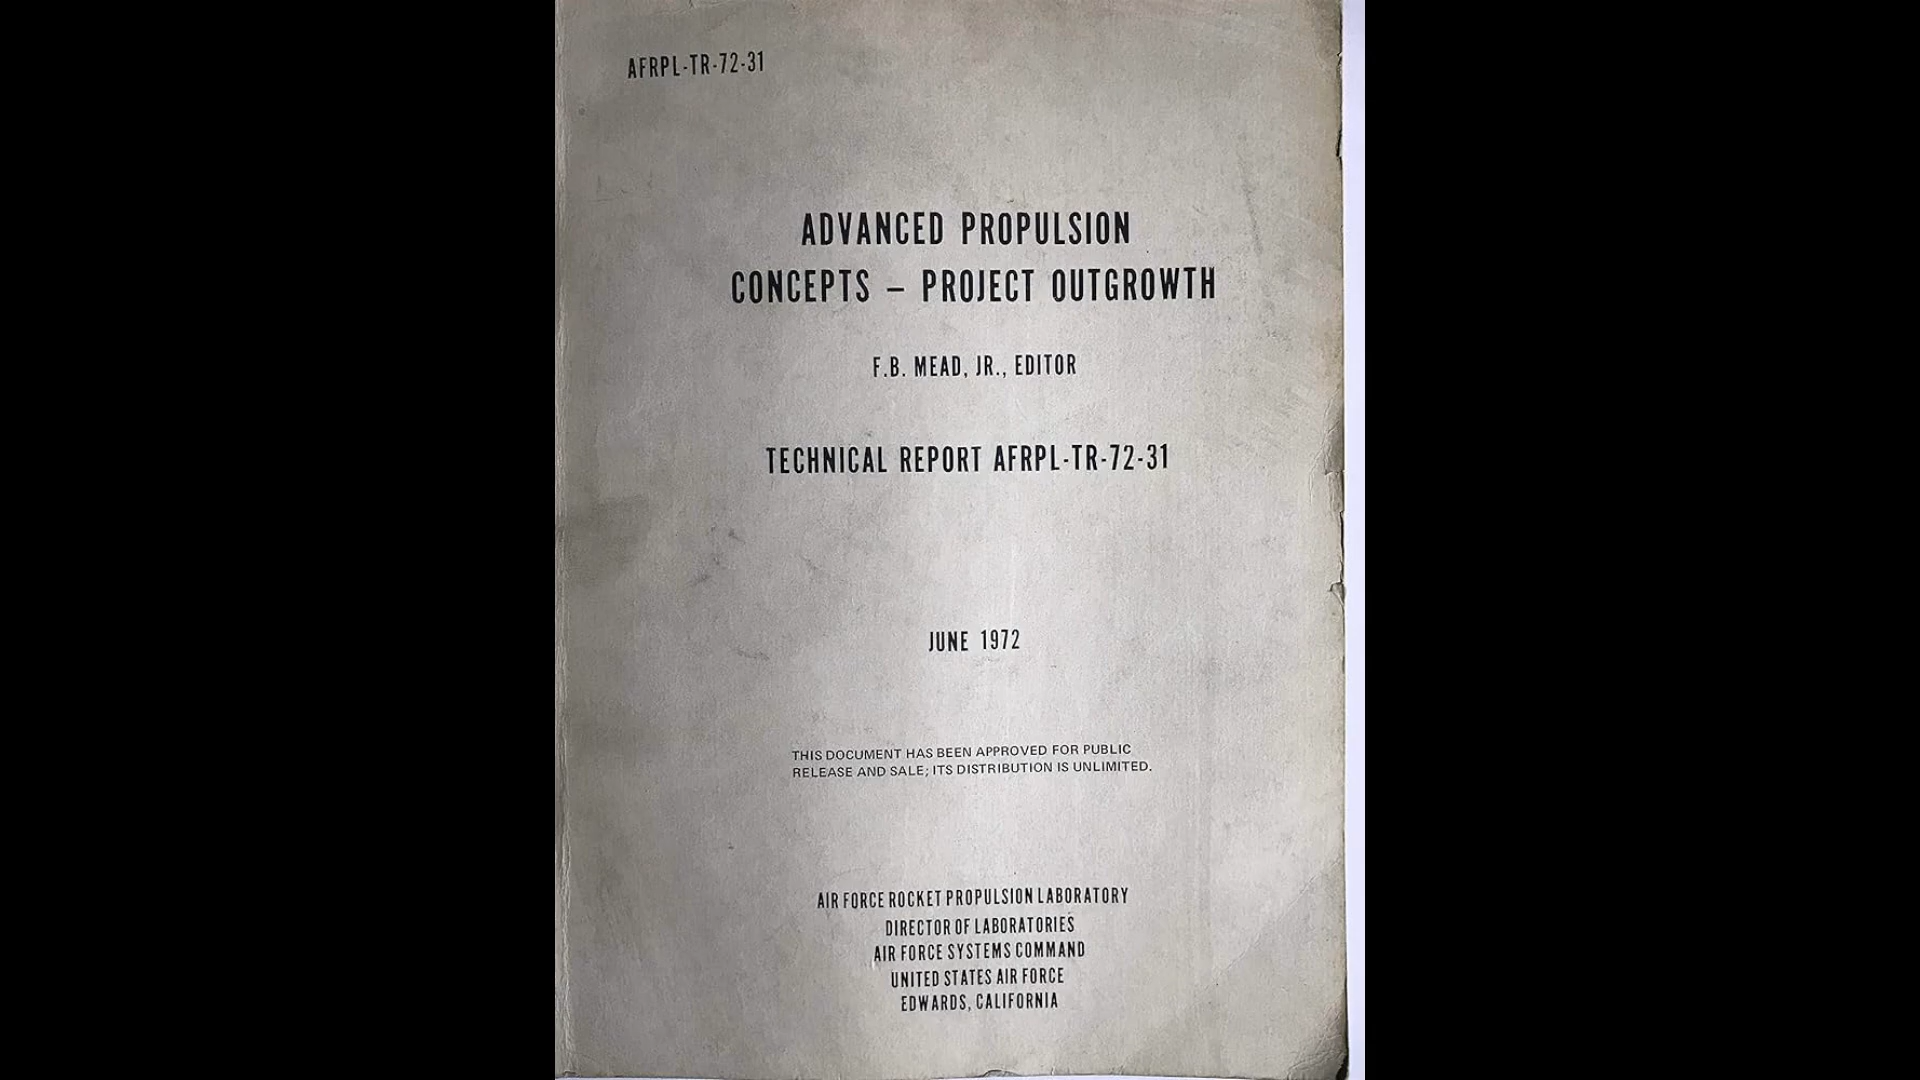 AFRPL-TR-72-31
ADVANCED PROPULSION
CONCEPTS – PROJECT OUTGROWTH
F.B. MEAD, JR., EDITOR
TECHNICAL REPORT AFRPL-TR-72-31
JUNE 1972
THIS DOCUMENT HAS BEEN APPROVED FOR PUBLIC
RELEASE AND SALE; ITS DISTRIBUTION IS UNLIMITED.
AIR FORCE ROCKET PROPULSION LABORATORY
DIRECTOR OF LABORATORIES
AIR FORCE SYSTEMS COMMAND
UNITED STATES AIR FORCE
EDWARDS, CALIFORNIA